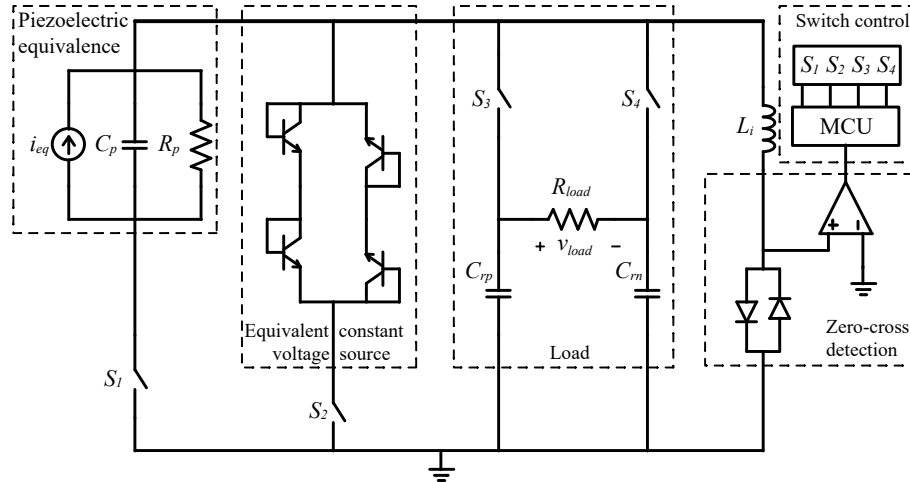 Piezoelectric
equivalence
Switch control
S1 S2 S3 S4
MCU
S3
S4
Li
ieq
Cp
Rp
Rload
+ vload −
+ −
Crp
Crn
Equivalent constant
voltage source
Load
Zero-cross
detection
S1
S2